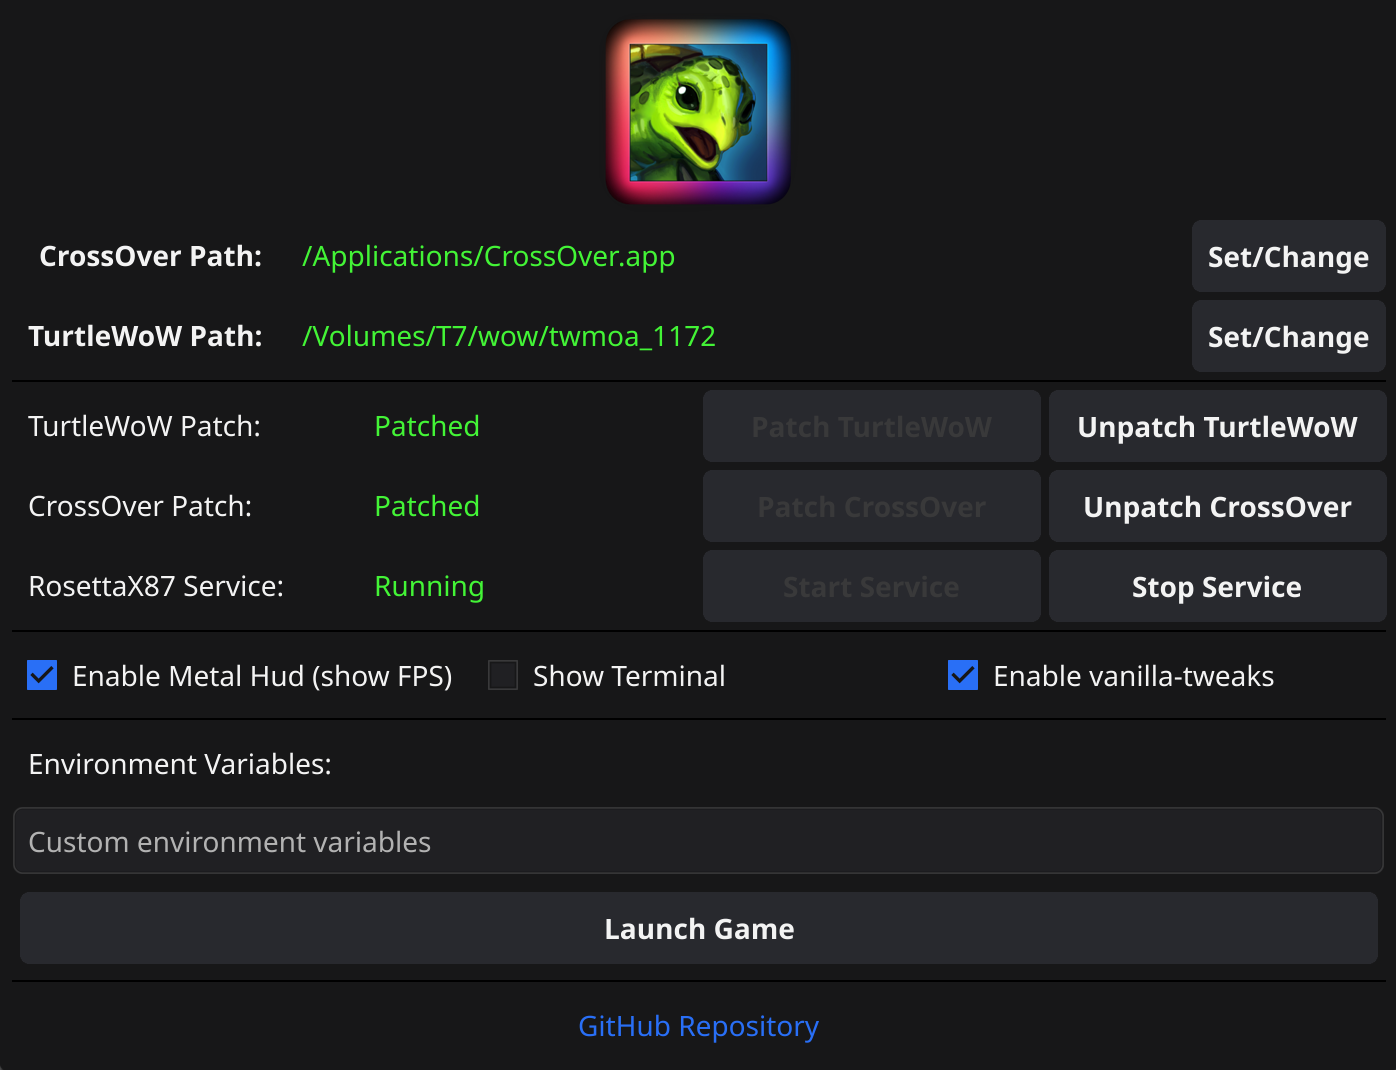 CrossOver Path: /Applications/CrossOver.app Set/Change
TurtleWoW Path: /Volumes/T7/wow/twmoa_1172 Set/Change
TurtleWoW Patch: Patched Patch TurtleWoW Unpatch TurtleWoW
CrossOver Patch: Patched Patch CrossOver Unpatch CrossOver
RosettaX87 Service: Running Start Service Stop Service
Enable Metal Hud (show FPS) Show Terminal Enable vanilla-tweaks
Environment Variables:
Custom environment variables
Launch Game
GitHub Repository